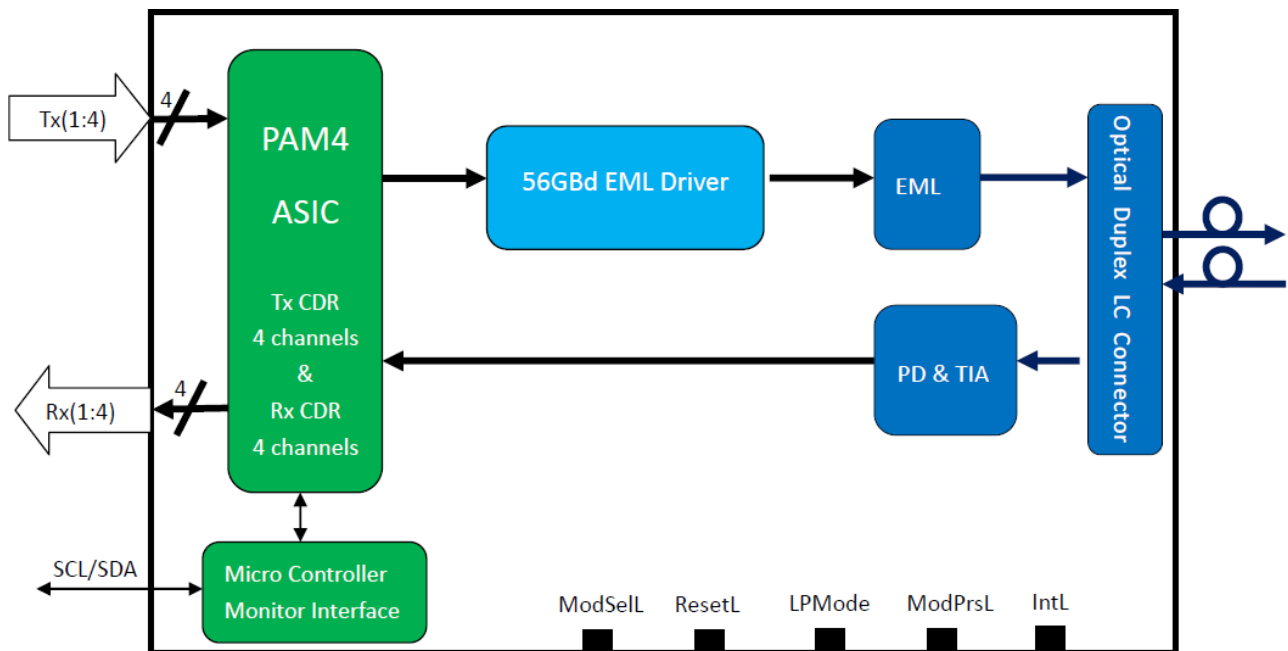 Tx(1:4)
4
PAM4
ASIC
Tx CDR
4 channels
&
Rx CDR
4 channels
56GBd EML Driver
EML
Optical Duplex LC Connector
PD & TIA
4
Rx(1:4)
SCL/SDA
Micro Controller
Monitor Interface
ModSelL
ResetL
LPMode
ModPrsL
IntL